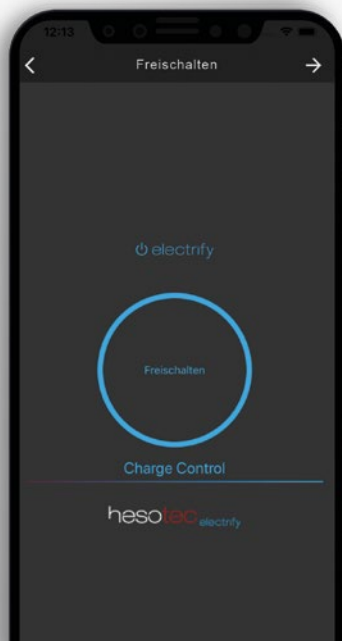 12:13
Freischalten
electrify
Freischalten
Charge Control
hesotec electrify